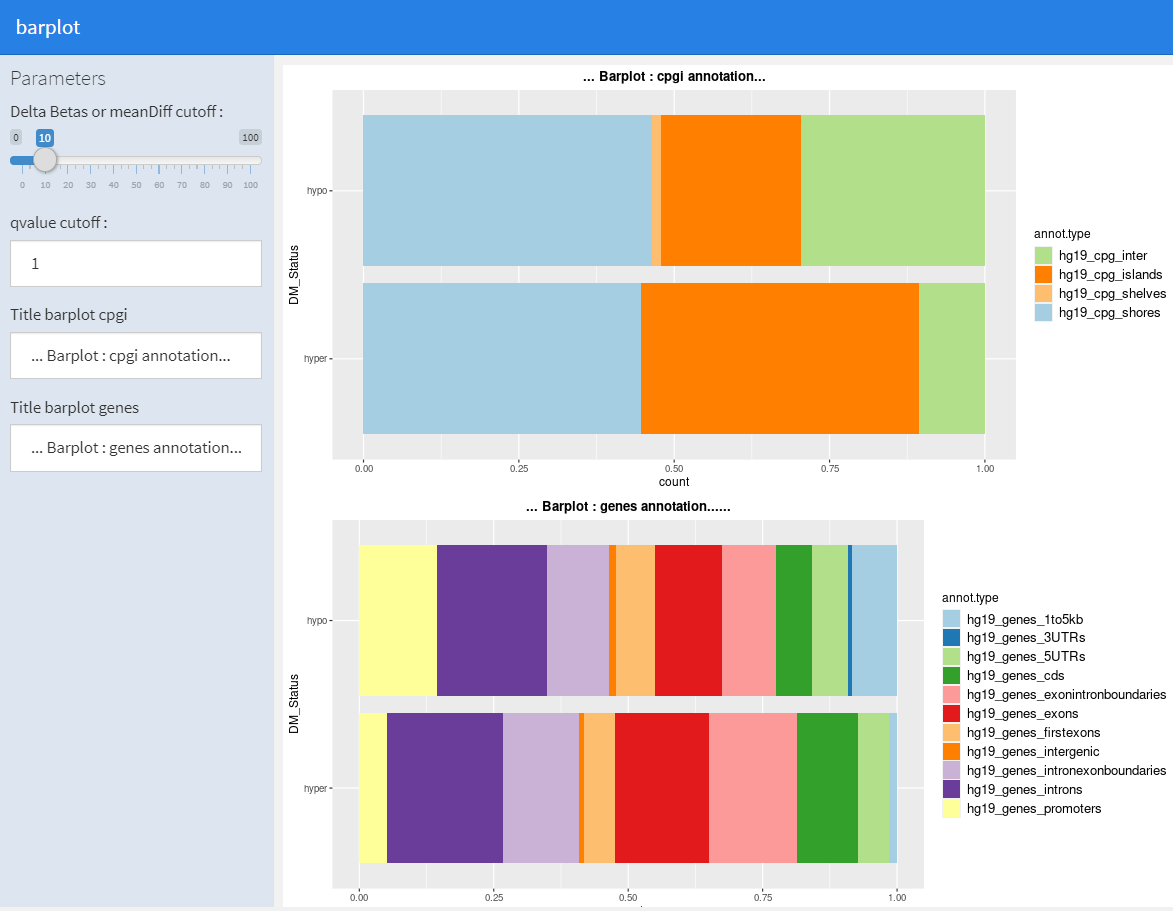 barplot
Parameters
Delta Betas or meanDiff cutoff :
0 10 100
0 10 20 30 40 50 60 70 80 90 100
qvalue cutoff :
1
Title barplot cpgi
... Barplot : cpgi annotation...
Title barplot genes
... Barplot : genes annotation...
... Barplot : cpgi annotation...
DM_Status
hypo
hyper
0.00 0.25 0.50 0.75 1.00
count
annot.type
hg19_cpg_inter
hg19_cpg_islands
hg19_cpg_shelves
hg19_cpg_shores
... Barplot : genes annotation......
DM_Status
hypo
hyper
0.00 0.25 0.50 0.75 1.00
annot.type
hg19_genes_1to5kb
hg19_genes_3UTRs
hg19_genes_5UTRs
hg19_genes_cds
hg19_genes_exonintronboundaries
hg19_genes_exons
hg19_genes_firstexons
hg19_genes_intergenic
hg19_genes_intronexonboundaries
hg19_genes_introns
hg19_genes_promoters